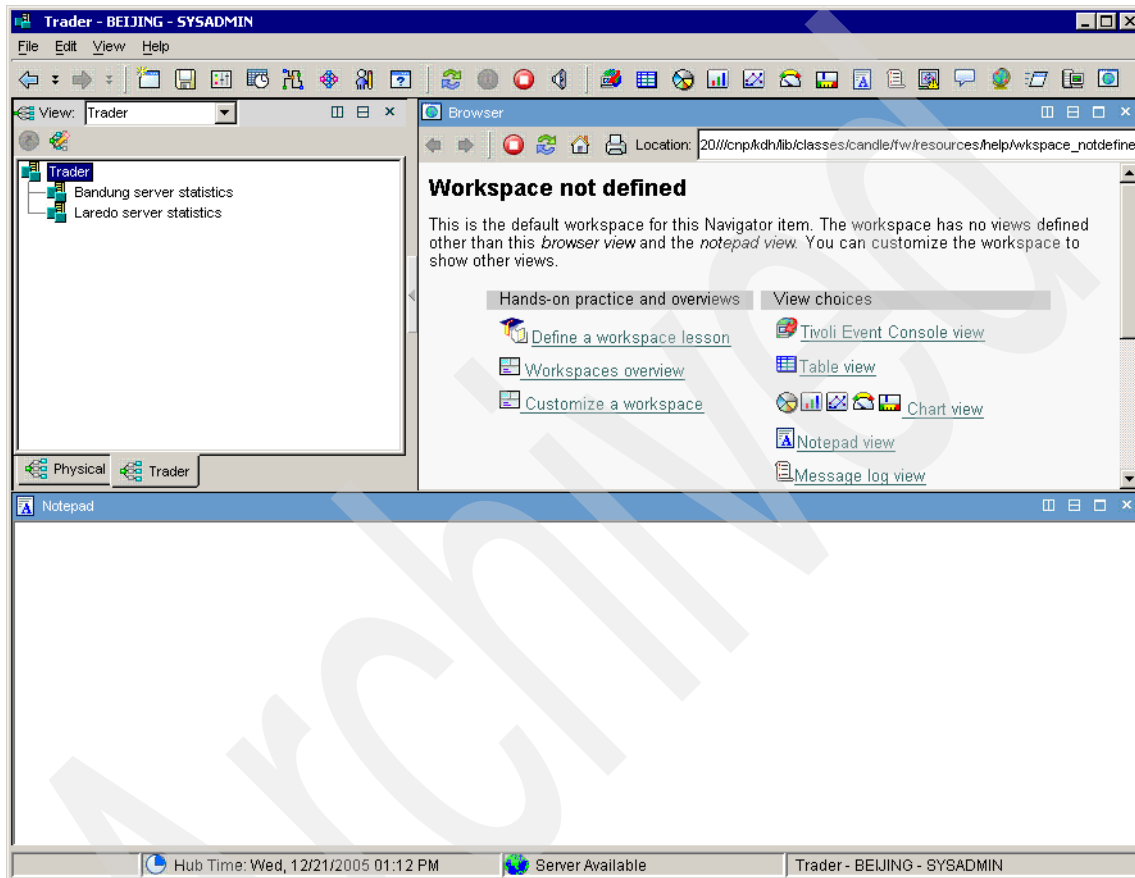 Trader - BEIJING - SYSADMIN
File Edit View Help
View: Trader
Trader
Bandung server statistics
Laredo server statistics
Physical Trader
Browser
Location: 20///cnp/kdh/lib/classes/candle/fw/resources/help/wkspace_notdefine
Workspace not defined
This is the default workspace for this Navigator item. The workspace has no views defined
other than this browser view and the notepad view. You can customize the workspace to
show other views.
Hands-on practice and overviews
Define a workspace lesson
Workspaces overview
Customize a workspace
View choices
Tivoli Event Console view
Table view
Chart view
Notepad view
Message log view
Notepad
Hub Time: Wed, 12/21/2005 01:12 PM
Server Available
Trader - BEIJING - SYSADMIN
Archived